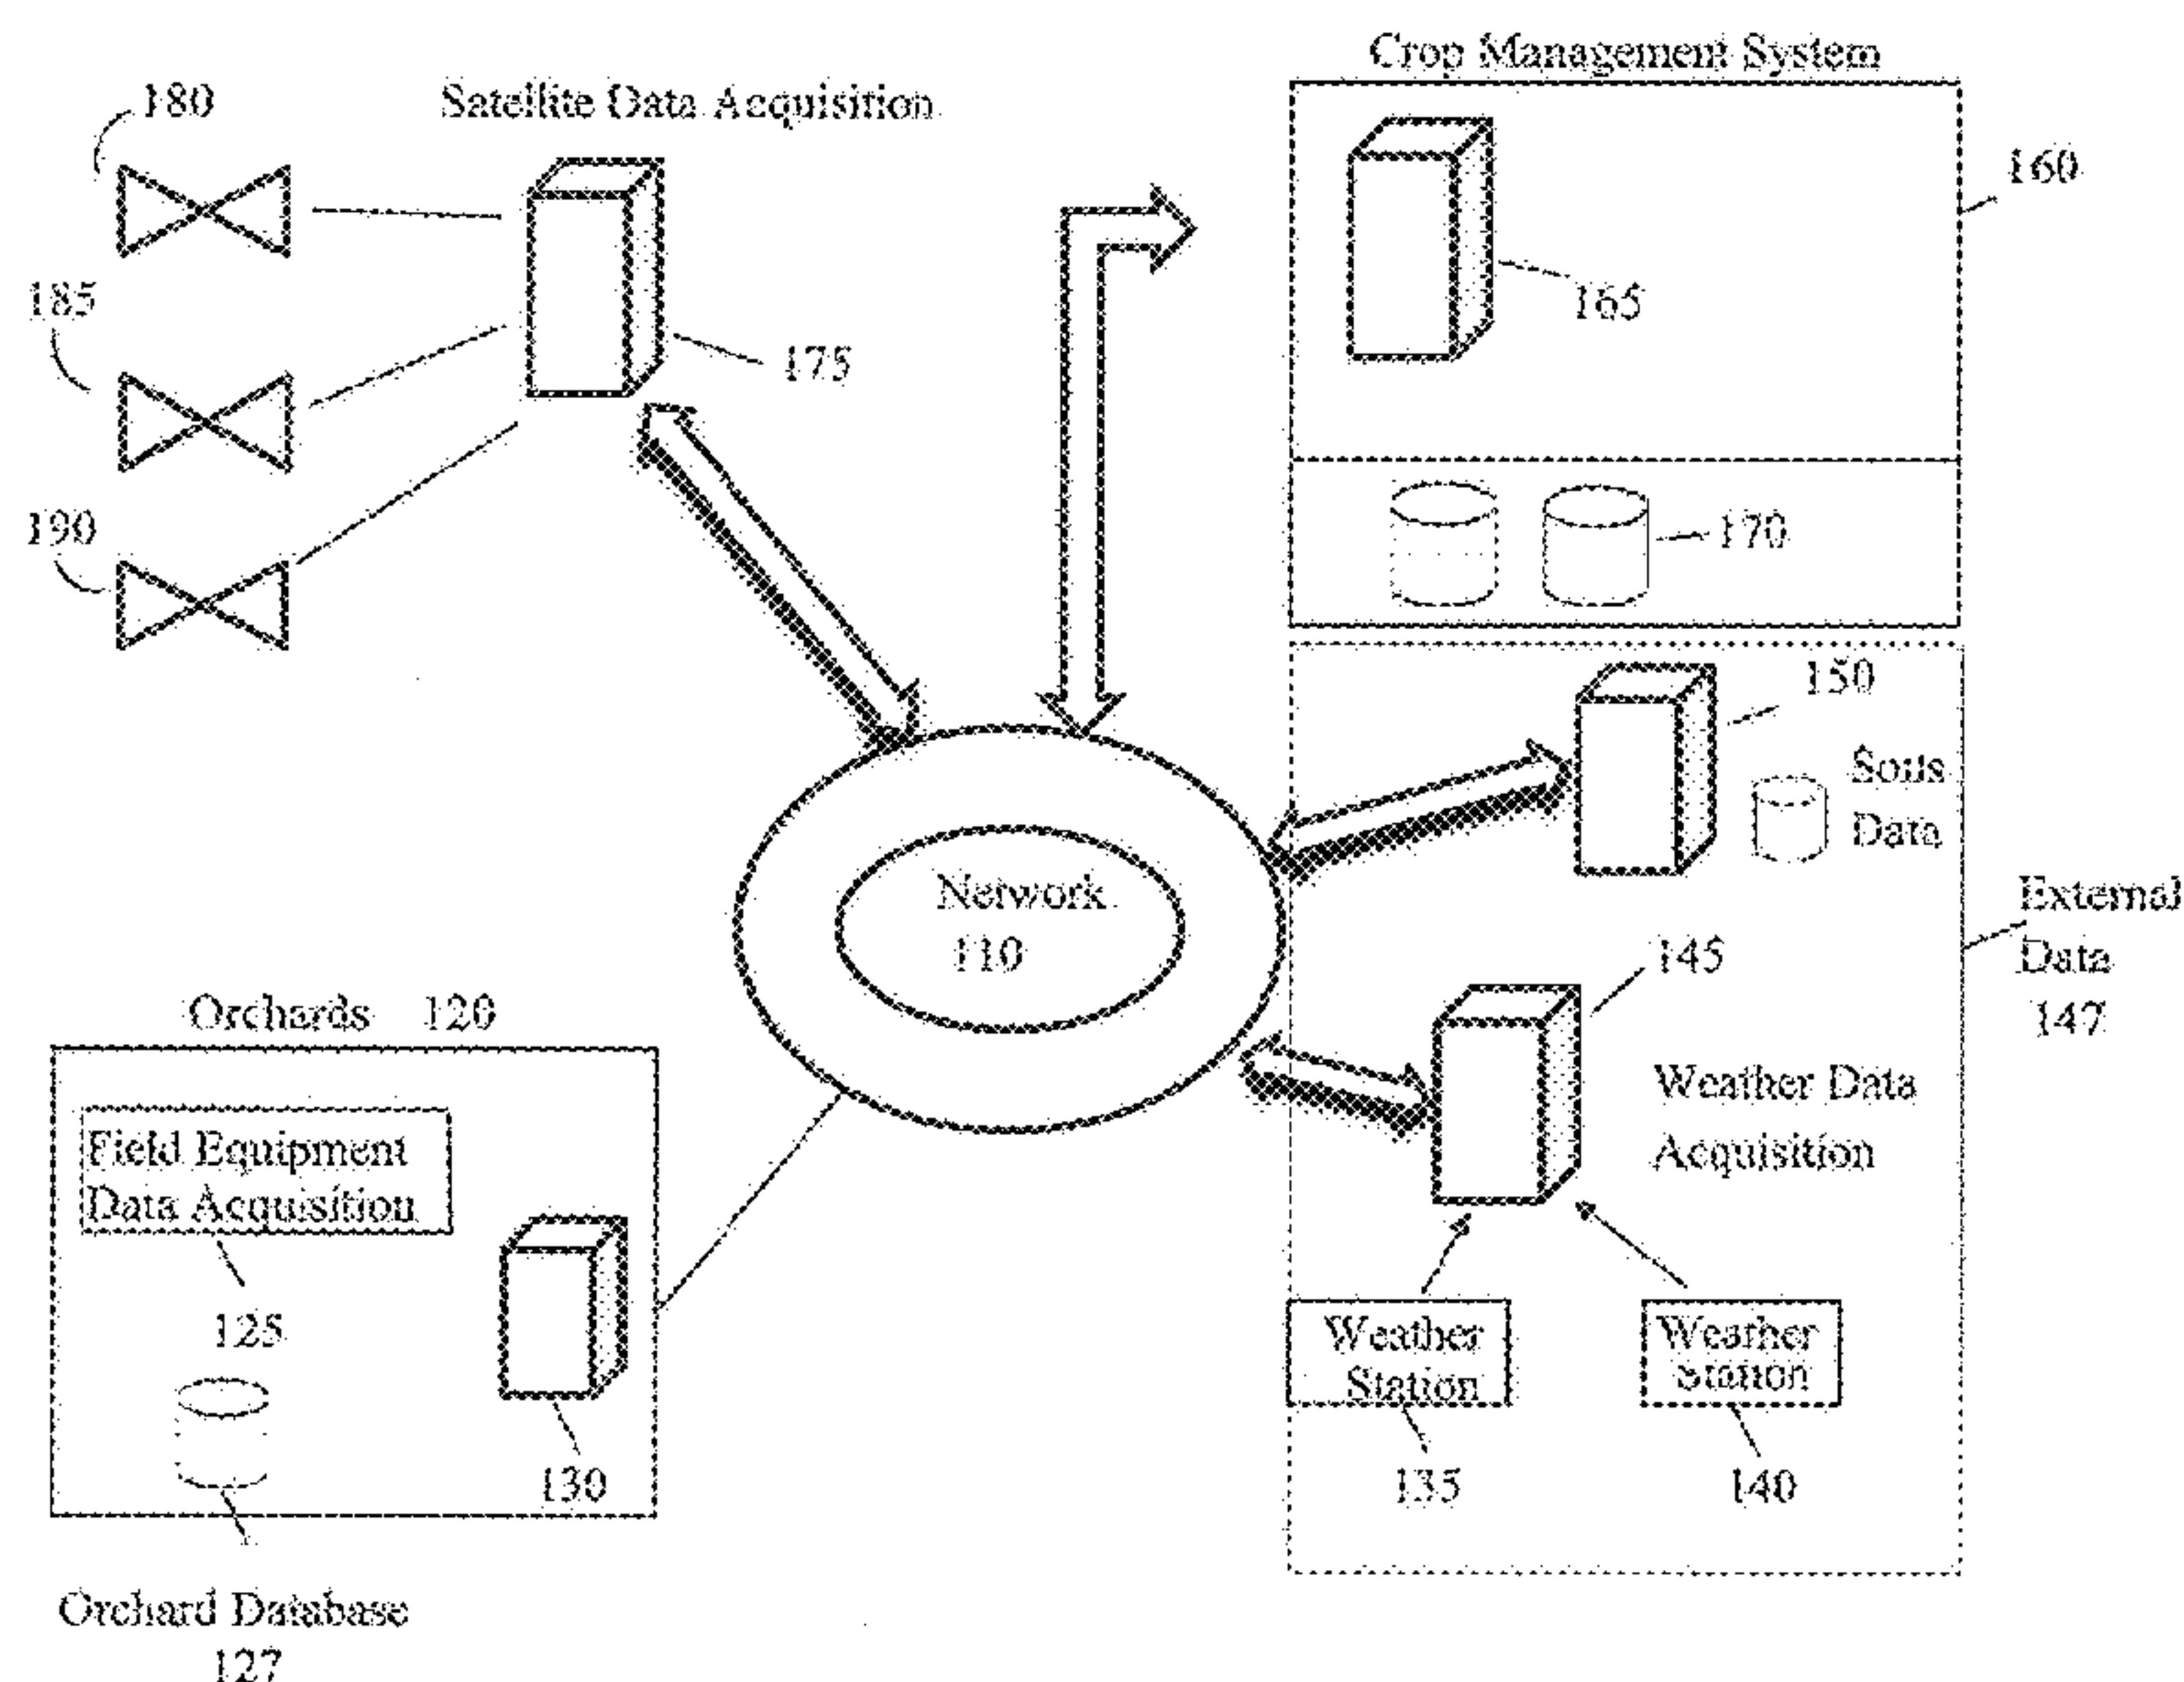 Crop Management System
180
Satellite Data Acquisition
160
185
165
175
190
170
150
Soils
Data
Network
110
External
Data
147
145
Orchards 120
Weather Data
Acquisition
Field Equipment
Data Acquisition
125
Weather
Station
Weather
Station
130
135
140
Orchard Database
127